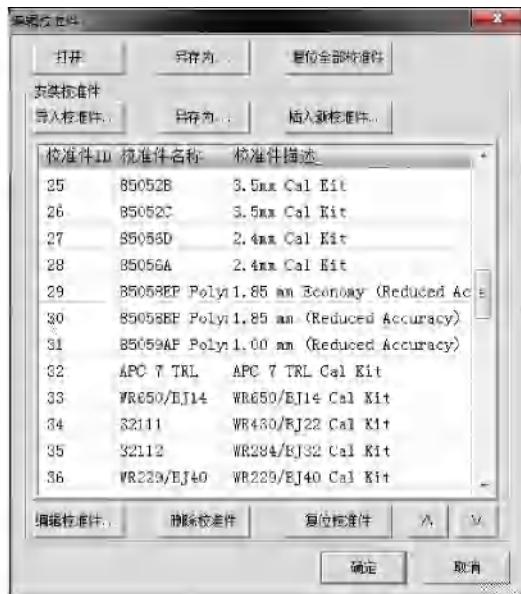 编辑校准件
打开 另存为... 复位全部校准件
安装校准件
导入校准件... 另存为... 插入新校准件...
校准件ID 校准件名称 校准件描述
25 85052B 3.5mm Cal Kit
26 85052C 3.5mm Cal Kit
27 85056D 2.4mm Cal Kit
28 85056A 2.4mm Cal Kit
29 85058EP Poly 1.85 mm Economy (Reduced Ac
30 85058BP Poly 1.85 mm (Reduced Accuracy)
31 85059AP Poly 1.00 mm (Reduced Accuracy)
32 APC 7 TRL APC 7 TRL Cal Kit
33 WR650/BJ14 WR650/BJ14 Cal Kit
34 32111 WR430/BJ22 Cal Kit
35 32112 WR284/BJ32 Cal Kit
36 WR229/BJ40 WR229/BJ40 Cal Kit
编辑校准件... 删除校准件 复位校准件
确定 取消